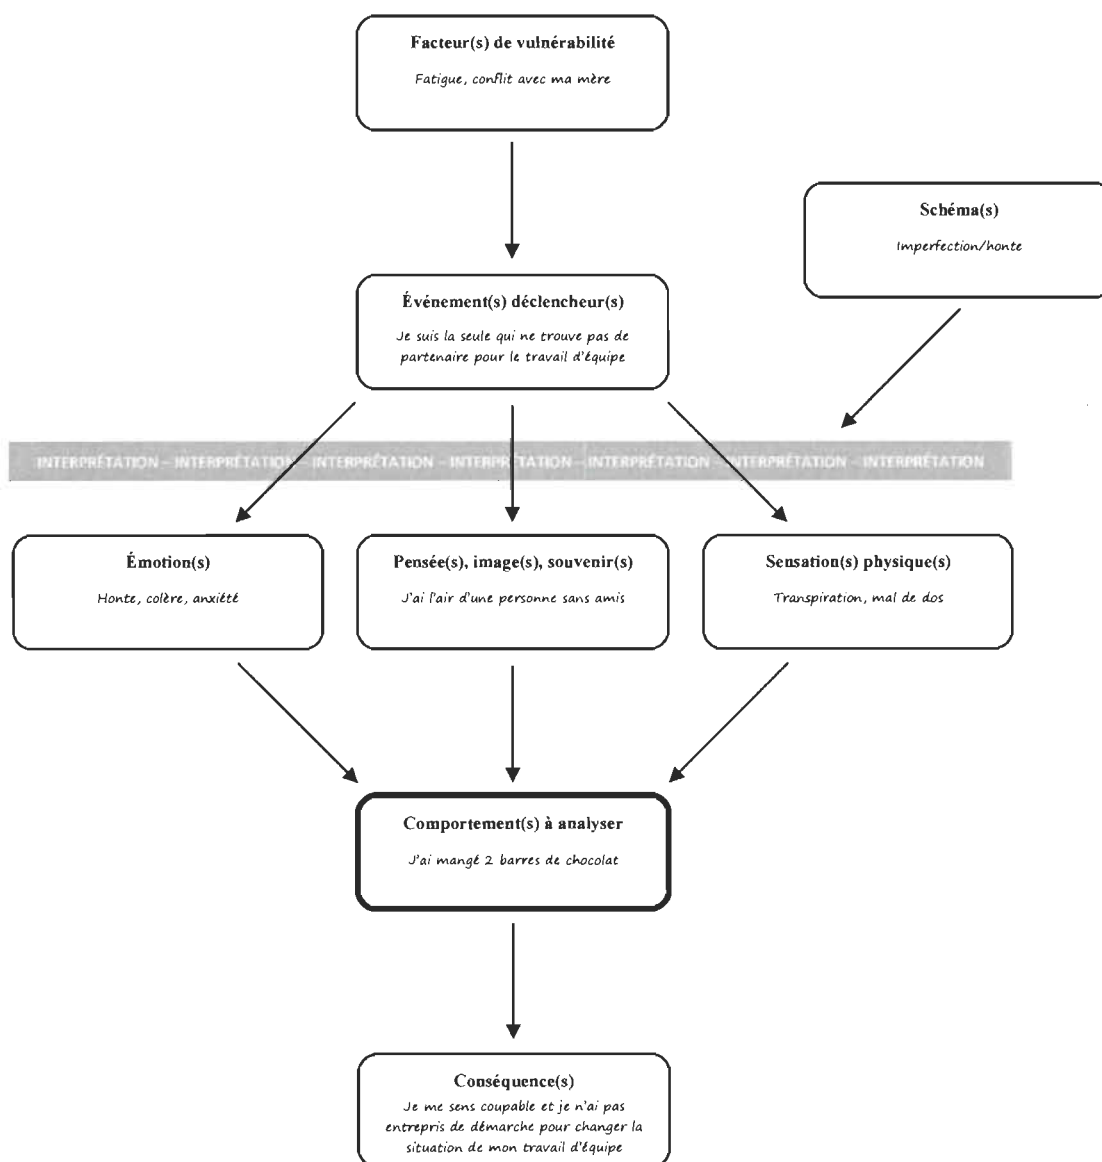 Facteur(s) de vulnérabilité
Fatigue, conflit avec ma mère
Schéma(s)
Imperfection/honte
Événement(s) déclencheur(s)
Je suis la seule qui ne trouve pas de
partenaire pour le travail d'équipe
INTERPRÉTATION – INTERPRÉTATION – INTERPRÉTATION – INTERPRÉTATION – INTERPRÉTATION – INTERPRÉTATION – INTERPRÉTATION
Émotion(s)
Honte, colère, anxiété
Pensée(s), image(s), souvenir(s)
J'ai l'air d'une personne sans amis
Sensation(s) physique(s)
Transpiration, mal de dos
Comportement(s) à analyser
J'ai mangé 2 barres de chocolat
Conséquence(s)
Je me sens coupable et je n'ai pas
entrepris de démarche pour changer la
situation de mon travail d'équipe